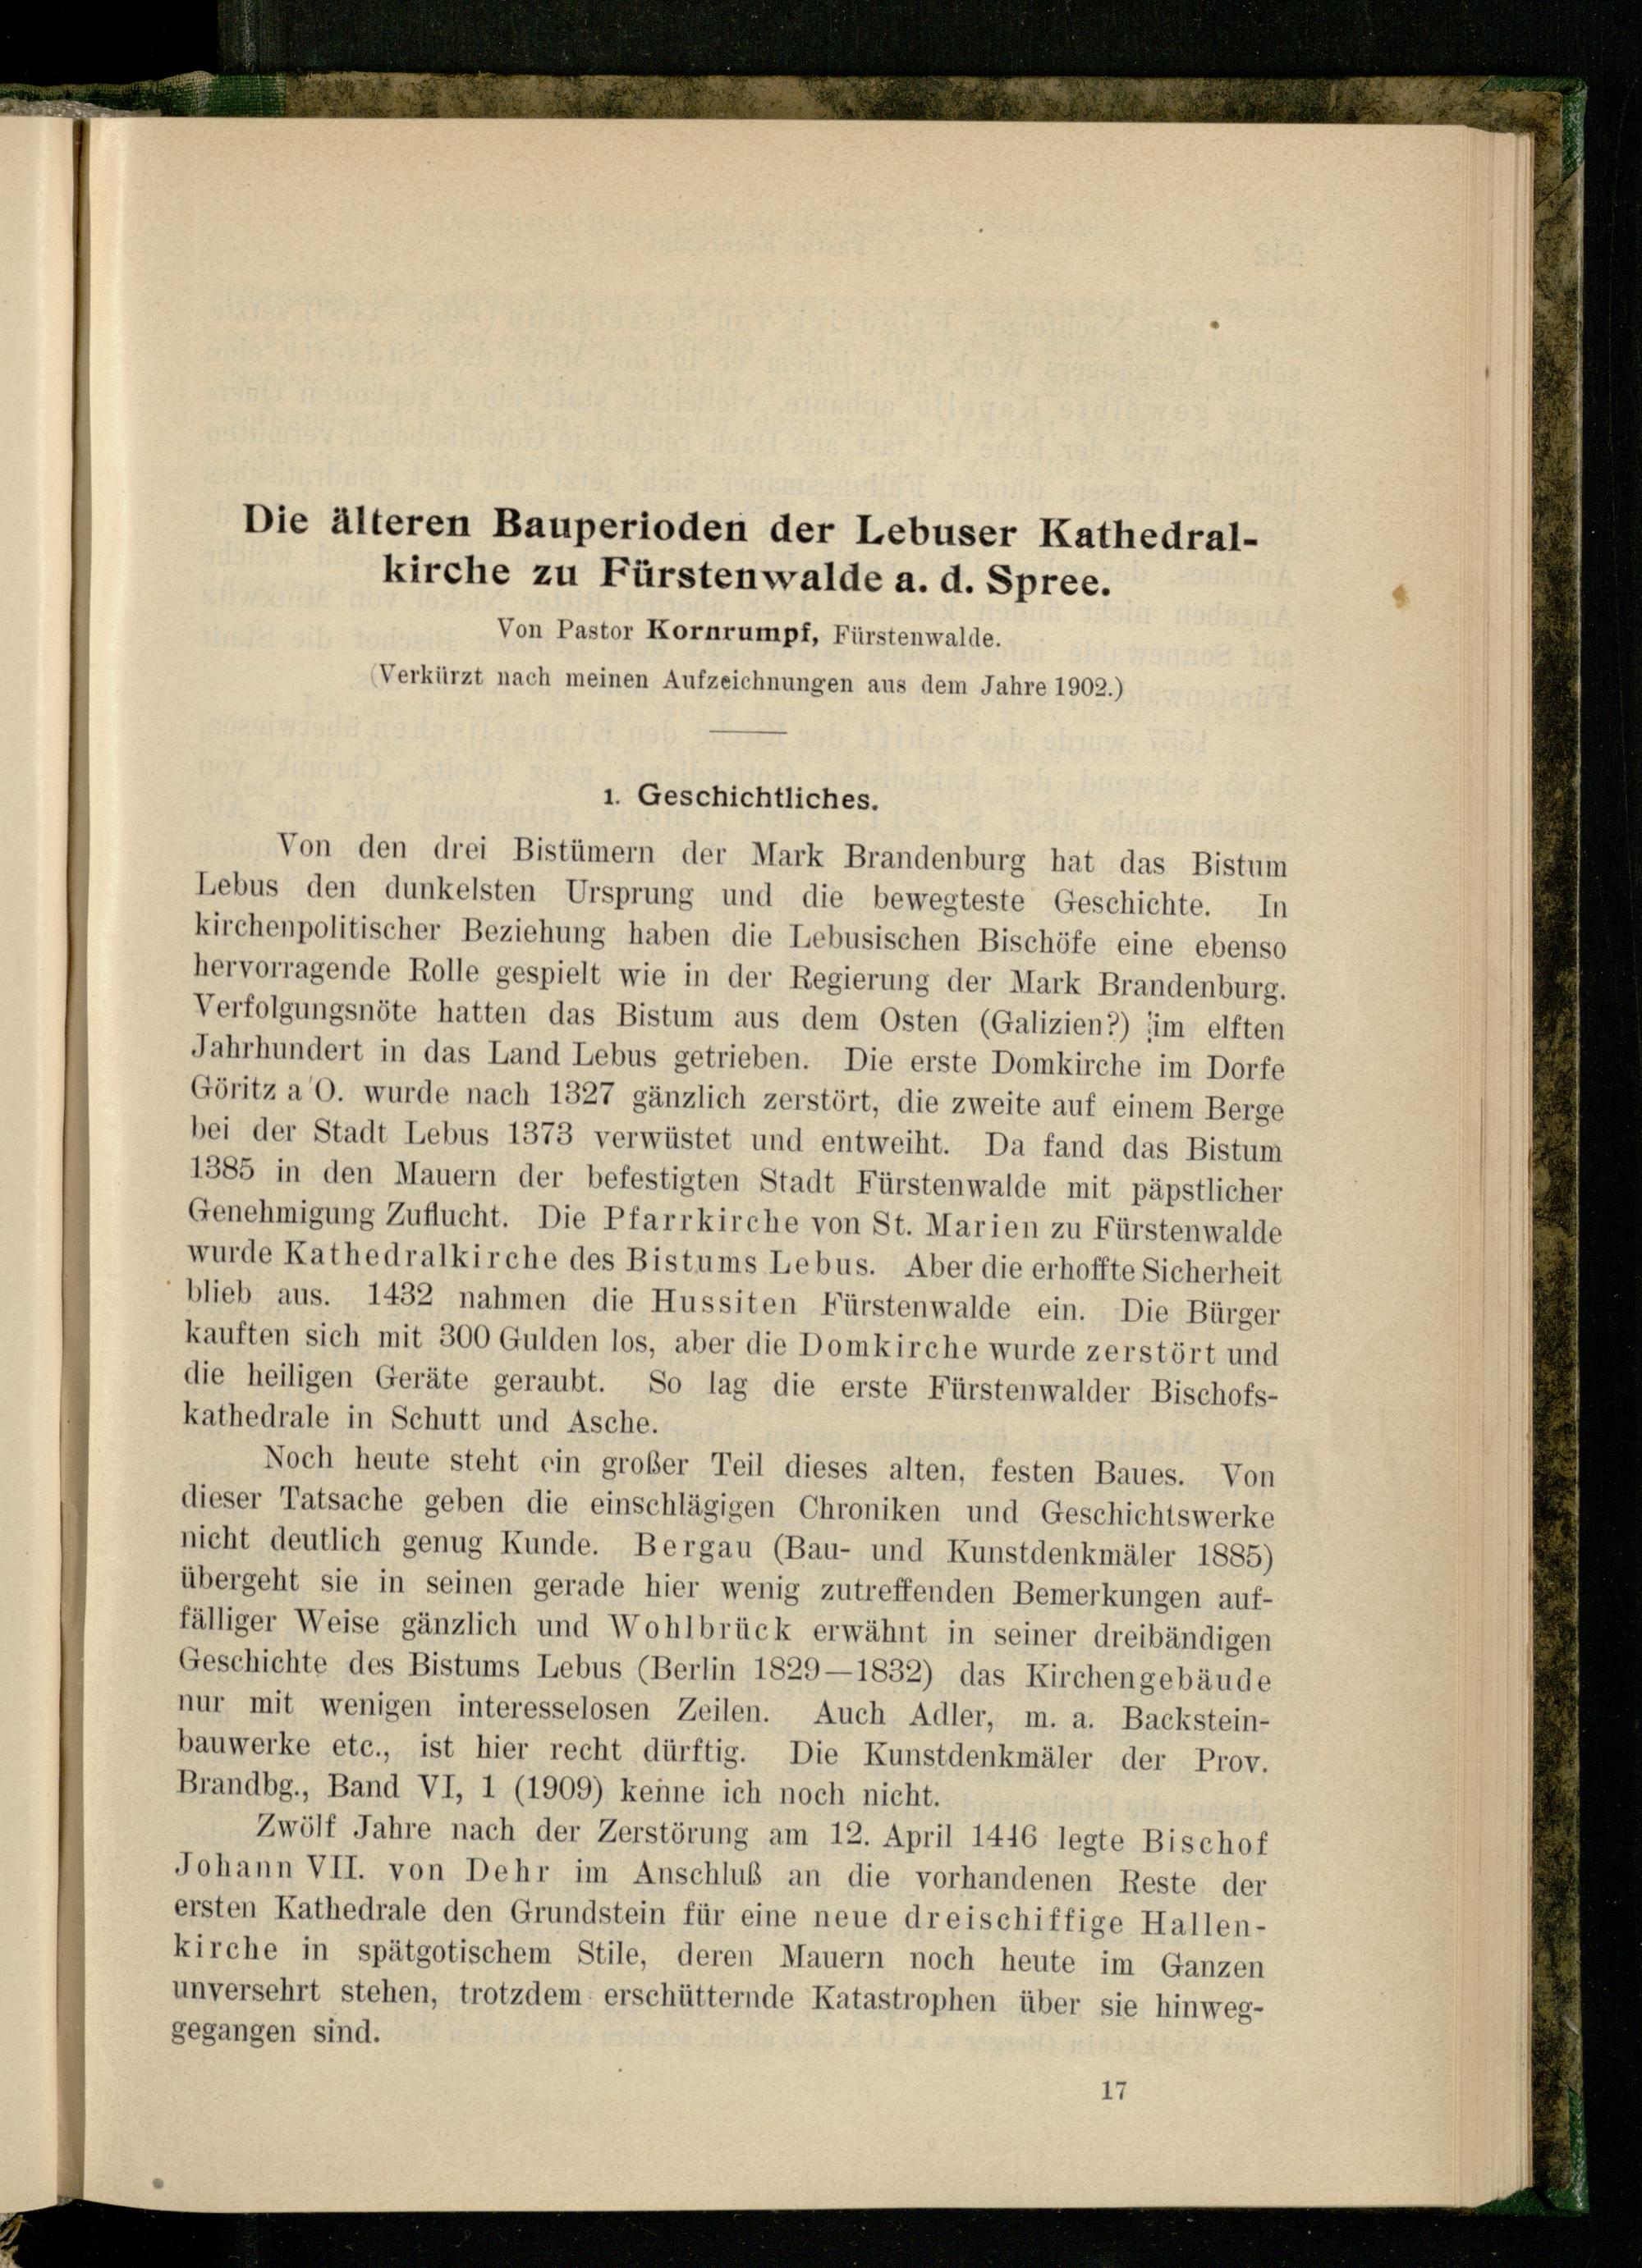 Die älteren Bauperioden der Lebuser Kathedral-
kirche zu Fürstenwalde a. d. Spree.
Von Pastor Kornrumpf, Fürstenwalde.
(Verkürzt nach meinen Aufzeichnungen aus dem Jahre 1902.)
1. Geschichtliches.
Von den drei Bistümern der Mark Brandenburg hat das Bistum
Lebus den dunkelsten Ursprung und die bewegteste Geschichte. In
kirchenpolitischer Beziehung haben die Lebusischen Bischöfe eine ebenso
hervorragende Rolle gespielt wie in der Regierung der Mark Brandenburg.
Verfolgungsnöte hatten das Bistum aus dem Osten (Galizien?) im elften
Jahrhundert in das Land Lebus getrieben. Die erste Domkirche im Dorfe
Göritz a/O. wurde nach 1327 gänzlich zerstört, die zweite auf einem Berge
bei der Stadt Lebus 1373 verwüstet und entweiht. Da fand das Bistum
1385 in den Mauern der befestigten Stadt Fürstenwalde mit päpstlicher
Genehmigung Zuflucht. Die Pfarrkirche von St. Marien zu Fürstenwalde
wurde Kathedralkirche des Bistums Lebus. Aber die erhoffte Sicherheit
blieb aus. 1432 nahmen die Hussiten Fürstenwalde ein. Die Bürger
kauften sich mit 300 Gulden los, aber die Domkirche wurde zerstört und
die heiligen Geräte geraubt. So lag die erste Fürstenwalder Bischofs-
kathedrale in Schutt und Asche.
Noch heute steht ein großer Teil dieses alten, festen Baues. Von
dieser Tatsache geben die einschlägigen Chroniken und Geschichtswerke
nicht deutlich genug Kunde. Bergau (Bau- und Kunstdenkmäler 1885)
übergeht sie in seinen gerade hier wenig zutreffenden Bemerkungen auf-
fälliger Weise gänzlich und Wohlbrück erwähnt in seiner dreibändigen
Geschichte des Bistums Lebus (Berlin 1829—1832) das Kirchengebäude
nur mit wenigen interesselosen Zeilen. Auch Adler, m. a. Backstein-
bauwerke etc., ist hier recht dürftig. Die Kunstdenkmäler der Prov.
Brandbg., Band VI, 1 (1909) kenne ich noch nicht.
Zwölf Jahre nach der Zerstörung am 12. April 1446 legte Bischof
Johann VII. von Dehr im Anschluß an die vorhandenen Reste der
ersten Kathedrale den Grundstein für eine neue dreischiffige Hallen-
kirche in spätgotischem Stile, deren Mauern noch heute im Ganzen
unversehrt stehen, trotzdem erschütternde Katastrophen über sie hinweg-
gegangen sind.
17